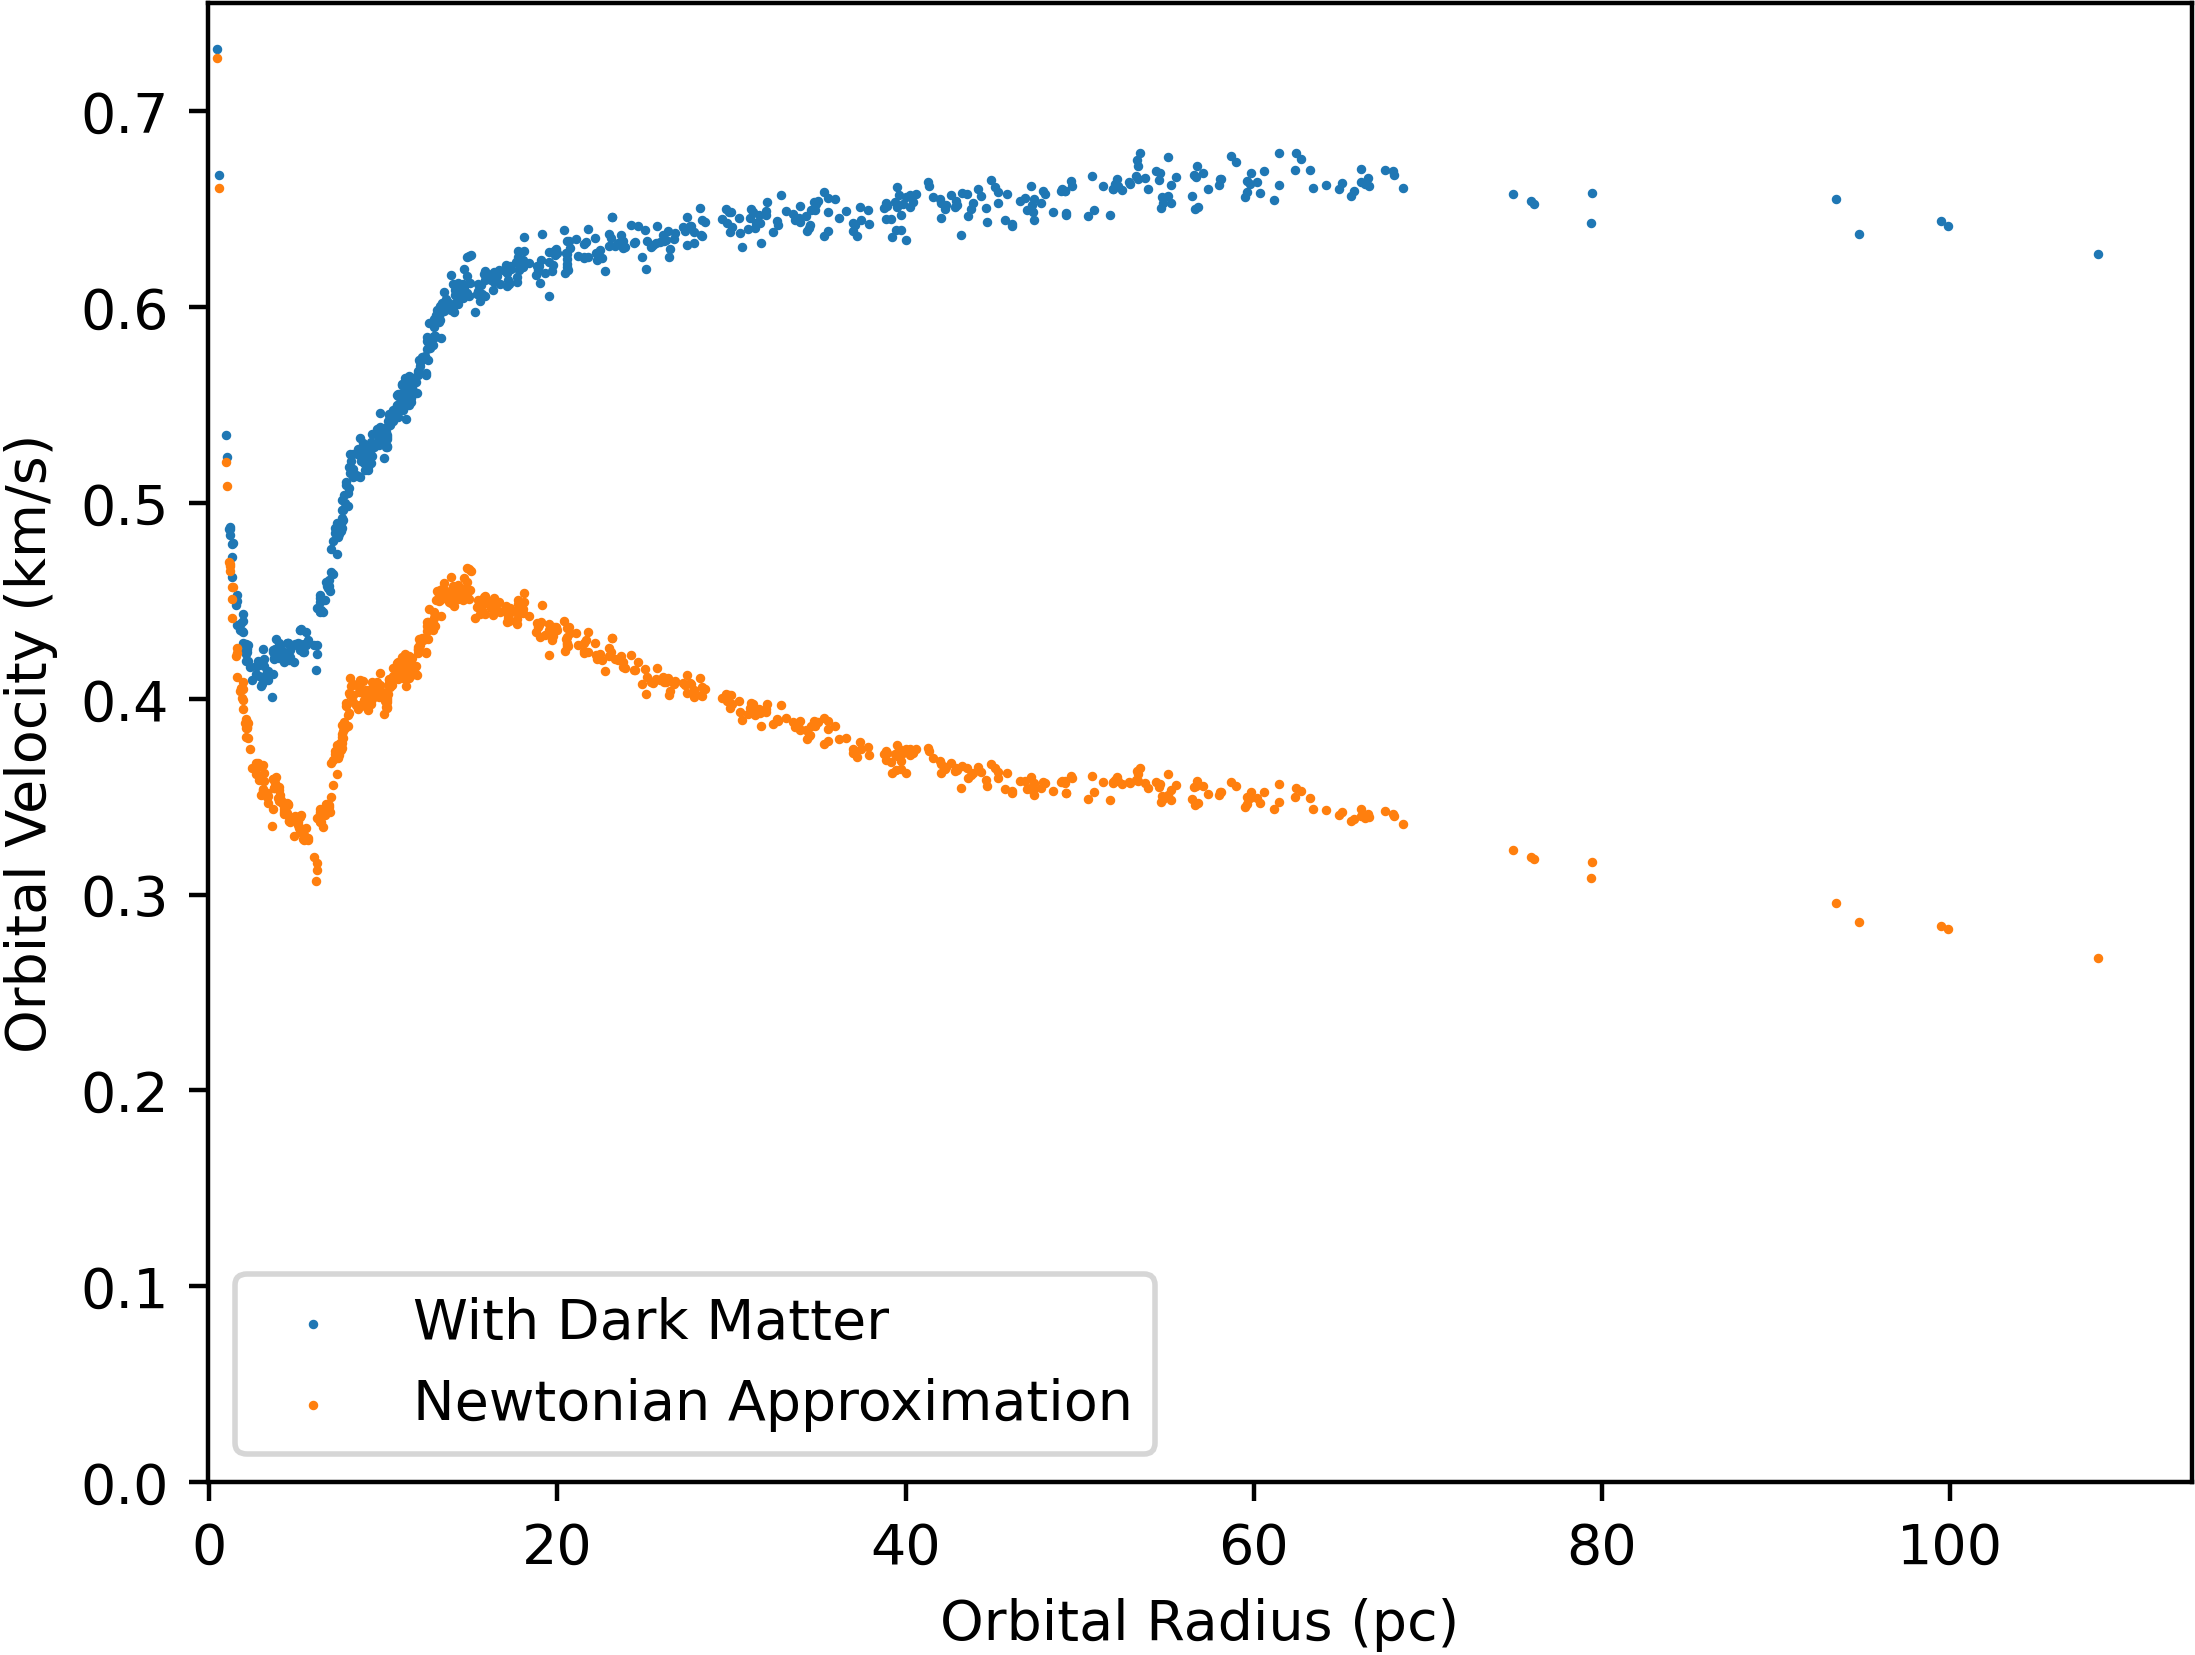 0.7
0.6
0.5
0.4
0.3
0.2
0.1
0.0
Orbital Velocity (km/s)
With Dark Matter
Newtonian Approximation
0 20 40 60 80 100
Orbital Radius (pc)